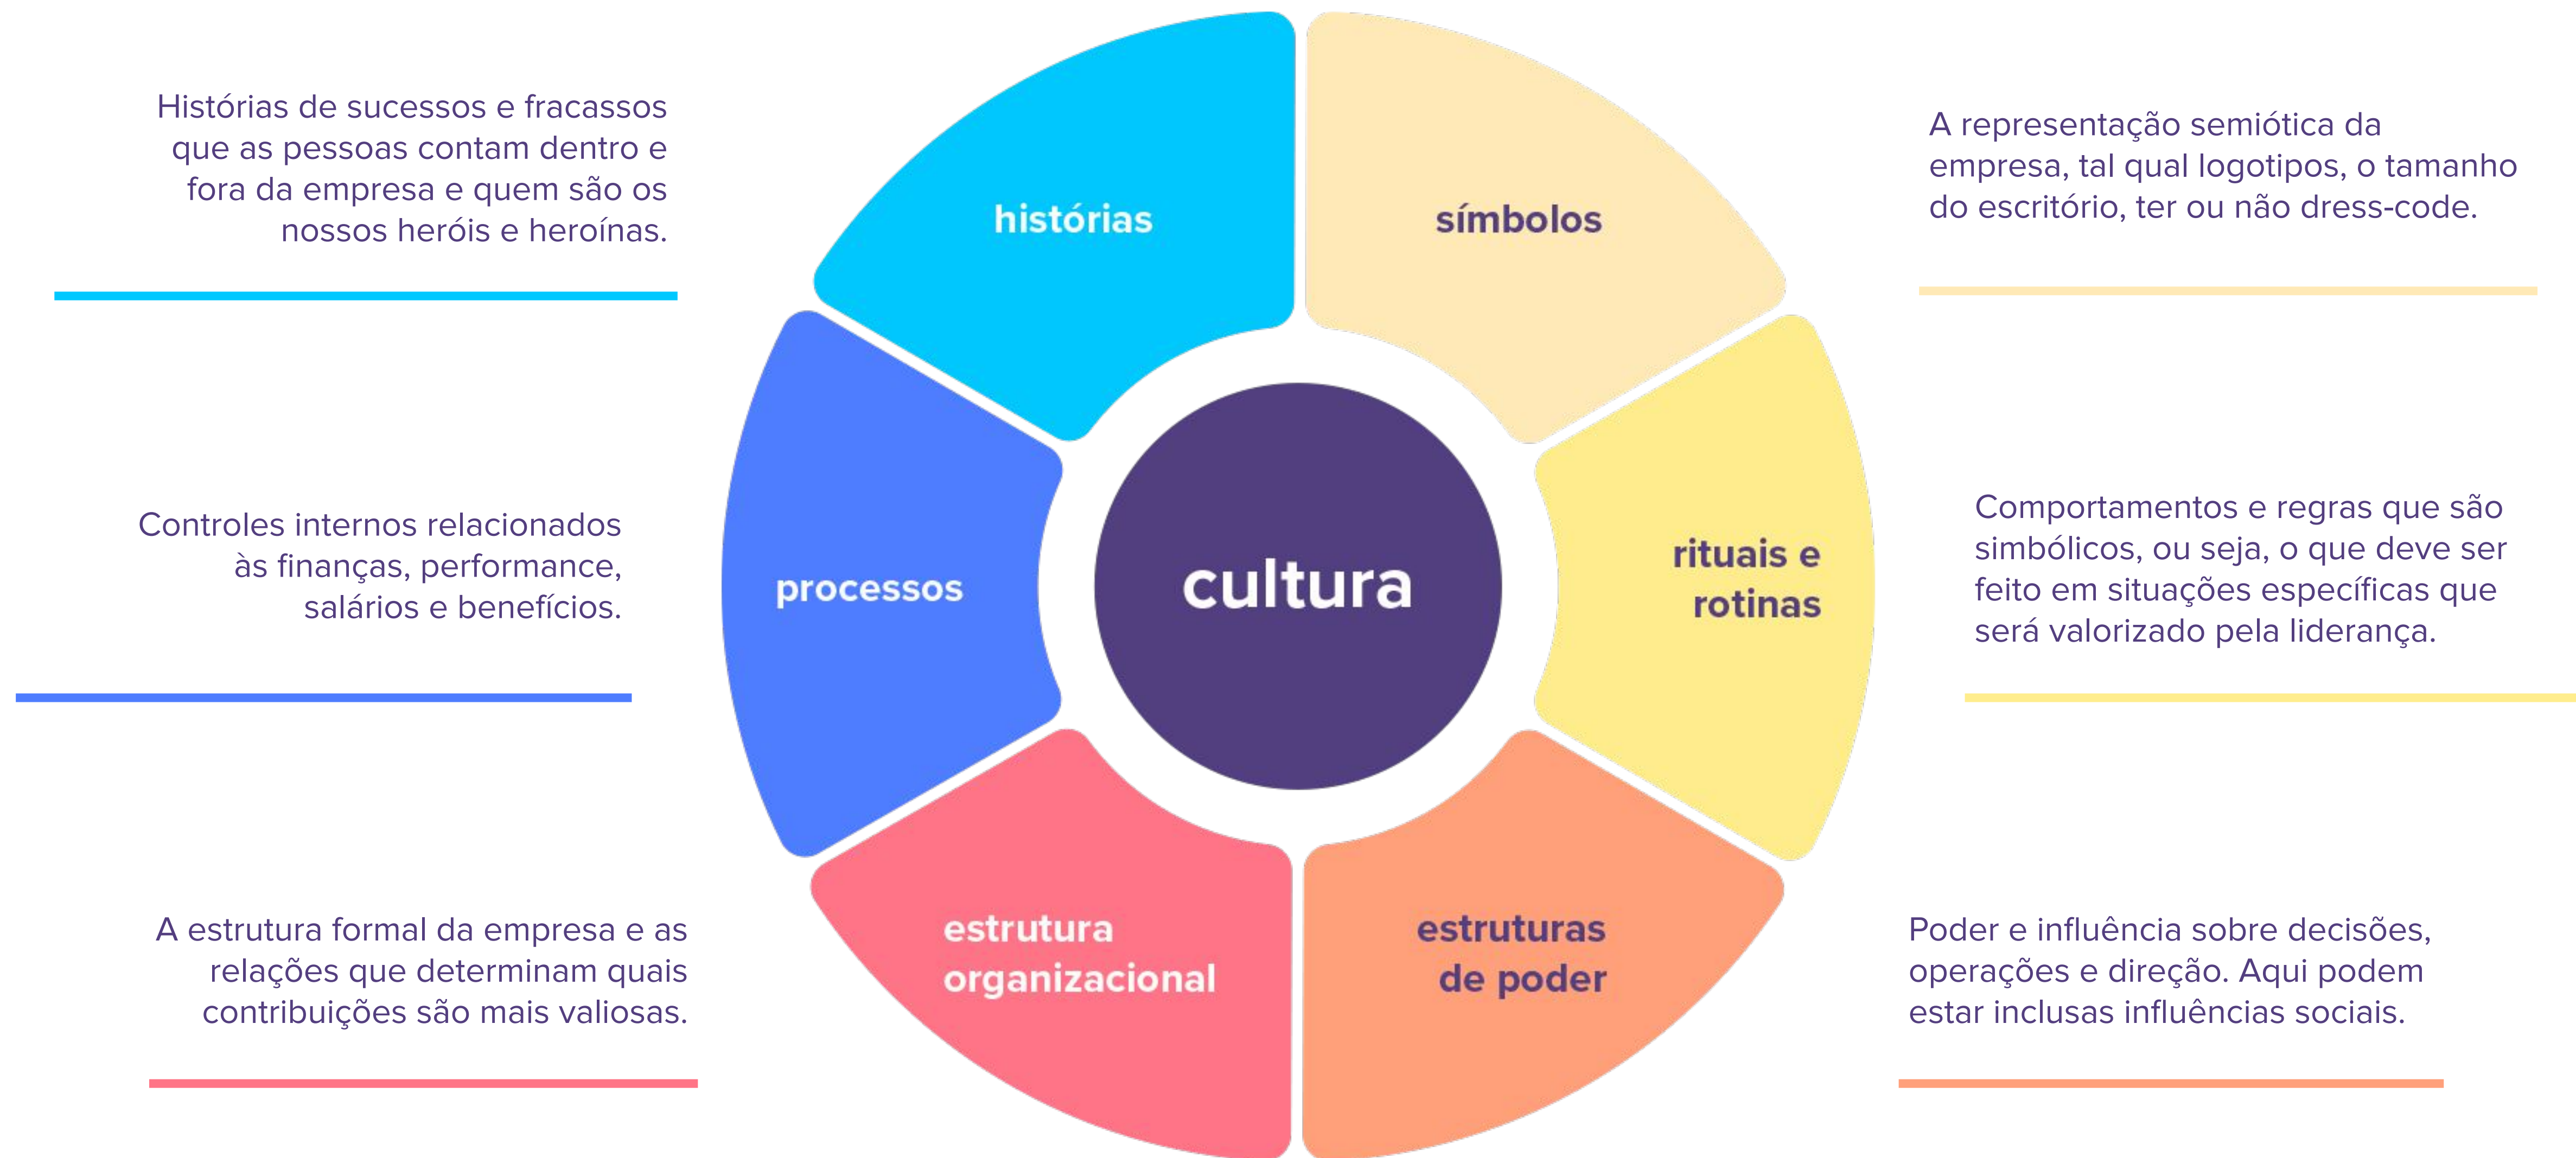 Histórias de sucessos e fracassos
que as pessoas contam dentro e
fora da empresa e quem são os
nossos heróis e heroínas.
histórias
símbolos
A representação semiótica da
empresa, tal qual logotipos, o tamanho
do escritório, ter ou não dress-code.
Controles internos relacionados
às finanças, performance,
salários e benefícios.
processos
cultura
rituais e
rotinas
Comportamentos e regras que são
simbólicos, ou seja, o que deve ser
feito em situações específicas que
será valorizado pela liderança.
A estrutura formal da empresa e as
relações que determinam quais
contribuições são mais valiosas.
estrutura
organizacional
estruturas
de poder
Poder e influência sobre decisões,
operações e direção. Aqui podem
estar inclusas influências sociais.